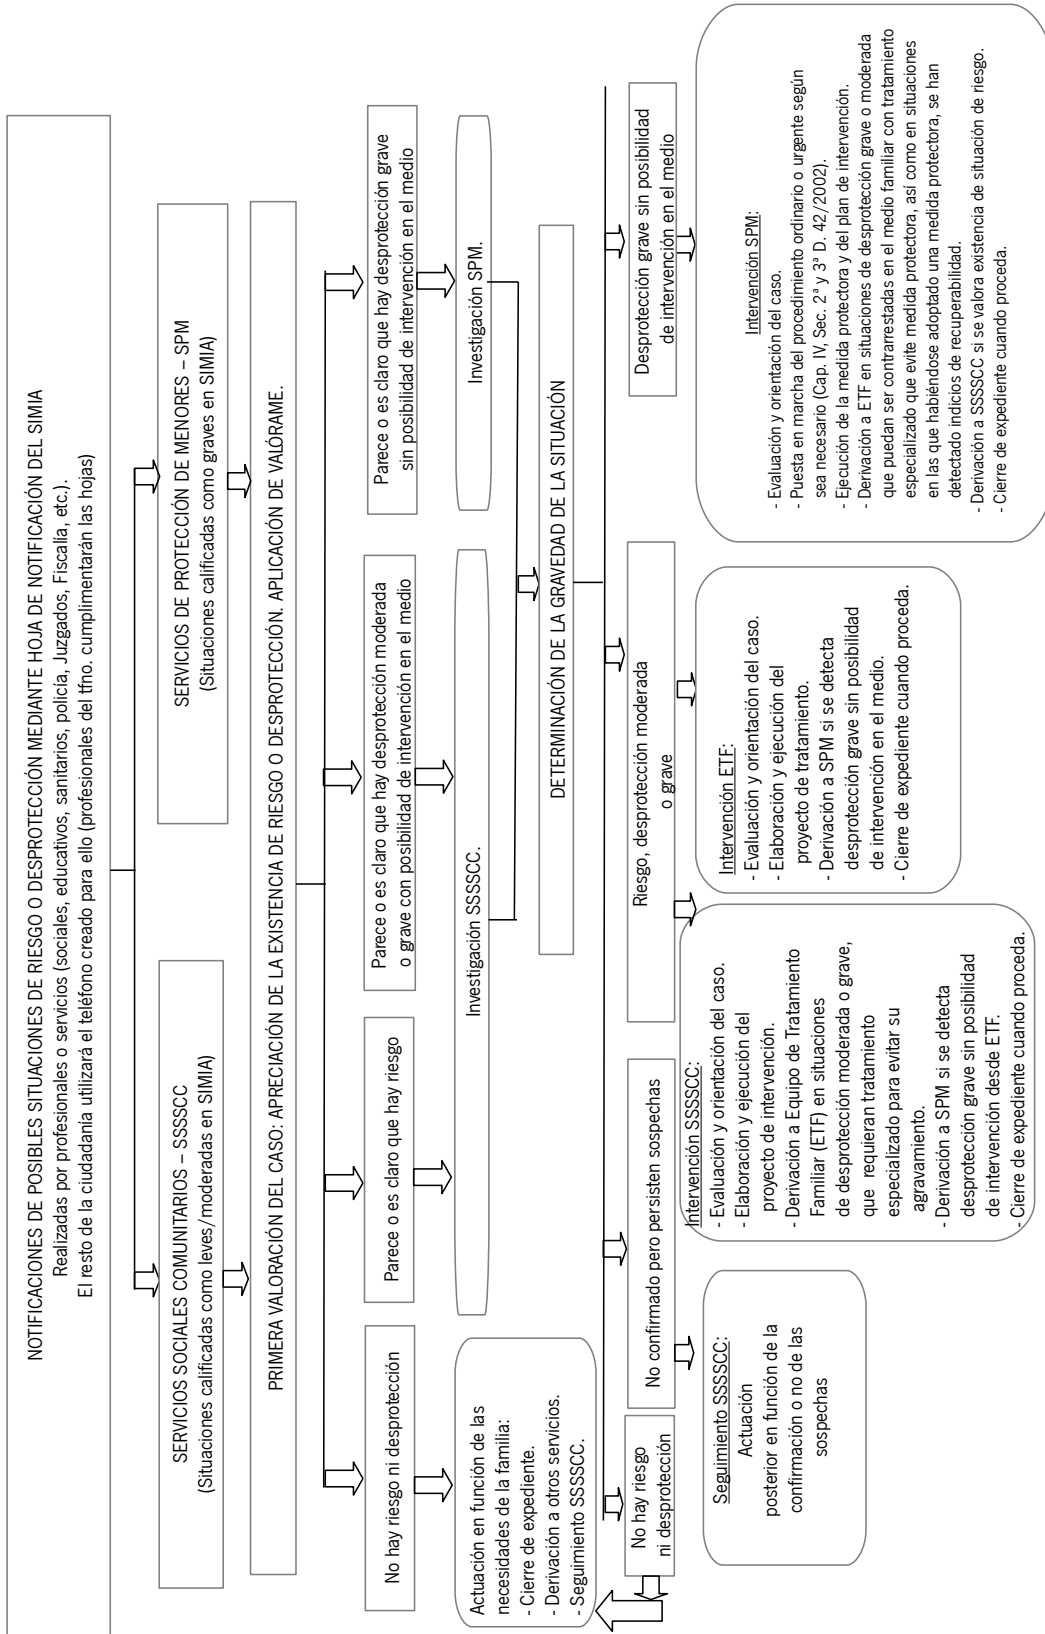 NOTIFICACIONES DE POSIBLES SITUACIONES DE RIESGO O DESPROTECCIÓN MEDIANTE HOJA DE NOTIFICACIÓN DEL SIMIA
Realizadas por profesionales o servicios (sociales, educativos, sanitarios, policía, Juzgados, Fiscalía, etc.).
El resto de la ciudadanía utilizará el teléfono creado para ello (profesionales del tfno. cumplimentarán las hojas)
SERVICIOS SOCIALES COMUNITARIOS – SSSSCC
(Situaciones calificadas como leves/moderadas en SIMIA)
SERVICIOS DE PROTECCIÓN DE MENORES – SPM
(Situaciones calificadas como graves en SIMIA)
PRIMERA VALORACIÓN DEL CASO: APRECIACIÓN DE LA EXISTENCIA DE RIESGO O DESPROTECCIÓN. APLICACIÓN DE VALÓRAME.
No hay riesgo ni desprotección
Parece o es claro que hay riesgo
Parece o es claro que hay desprotección moderada
o grave con posibilidad de intervención en el medio
Parece o es claro que hay desprotección grave
sin posibilidad de intervención en el medio
Actuación en función de las
necesidades de la familia:
- Cierre de expediente.
- Derivación a otros servicios.
- Seguimiento SSSSCC.
Investigación SSSSCC.
Investigación SPM.
DETERMINACIÓN DE LA GRAVEDAD DE LA SITUACIÓN
No hay riesgo
ni desprotección
No confirmado pero persisten sospechas
Riesgo, desprotección moderada
o grave
Desprotección grave sin posibilidad
de intervención en el medio
Seguimiento SSSSCC:
Actuación
posterior en función de la
confirmación o no de las
sospechas
Intervención SSSSCC:
- Evaluación y orientación del caso.
- Elaboración y ejecución del
proyecto de intervención.
- Derivación a Equipo de Tratamiento
Familiar (ETF) en situaciones
de desprotección moderada o grave,
que requieran tratamiento
especializado para evitar su
agravamiento.
- Derivación a SPM si se detecta
desprotección grave sin posibilidad
de intervención desde ETF.
- Cierre de expediente cuando proceda.
Intervención ETF:
- Evaluación y orientación del caso.
- Elaboración y ejecución del
proyecto de tratamiento.
- Derivación a SPM si se detecta
desprotección grave sin posibilidad
de intervención en el medio.
- Cierre de expediente cuando proceda.
Intervención SPM:
- Evaluación y orientación del caso.
- Puesta en marcha del procedimiento ordinario o urgente según
sea necesario (Cap. IV, Sec. 2ª y 3ª D. 42/2002).
- Ejecución de la medida protectora y del plan de intervención.
- Derivación a ETF en situaciones de desprotección grave o moderada
que puedan ser contrarrestadas en el medio familiar con tratamiento
especializado que evite medida protectora, así como en situaciones
en las que habiéndose adoptado una medida protectora, se han
detectado indicios de recuperabilidad.
- Derivación a SSSSCC si se valora existencia de situación de riesgo.
- Cierre de expediente cuando proceda.